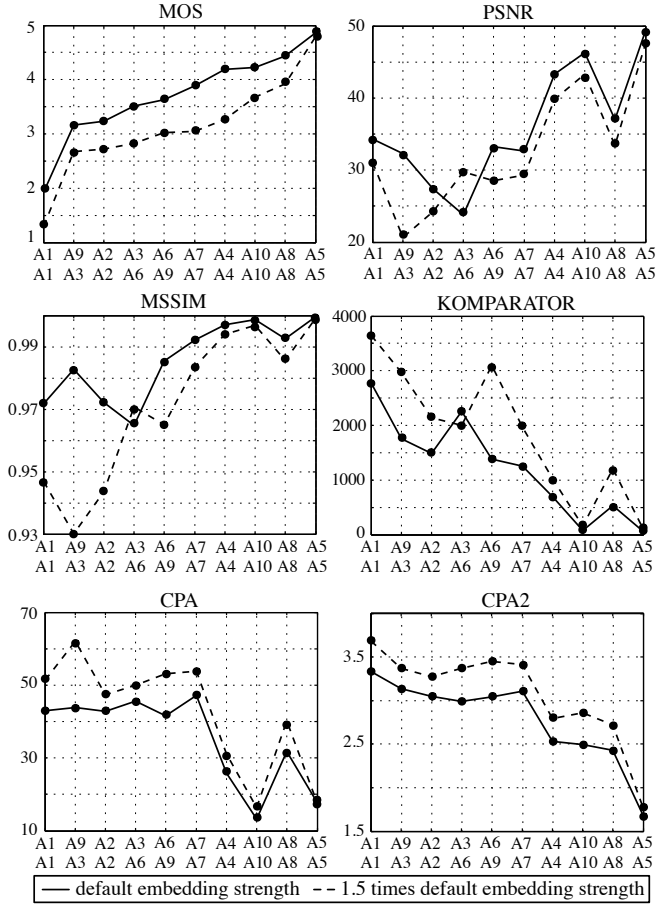 MOS
5
4
3
2
1
A1 A9 A2 A3 A6 A7 A4 A10 A8 A5
A1 A3 A2 A6 A9 A7 A4 A10 A8 A5
PSNR
50
40
30
20
A1 A9 A2 A3 A6 A7 A4 A10 A8 A5
A1 A3 A2 A6 A9 A7 A4 A10 A8 A5
MSSIM
0.99
0.97
0.95
0.93
A1 A9 A2 A3 A6 A7 A4 A10 A8 A5
A1 A3 A2 A6 A9 A7 A4 A10 A8 A5
KOMPARATOR
4000
3000
2000
1000
0
A1 A9 A2 A3 A6 A7 A4 A10 A8 A5
A1 A3 A2 A6 A9 A7 A4 A10 A8 A5
CPA
70
50
30
10
A1 A9 A2 A3 A6 A7 A4 A10 A8 A5
A1 A3 A2 A6 A9 A7 A4 A10 A8 A5
CPA2
3.5
2.5
1.5
A1 A9 A2 A3 A6 A7 A4 A10 A8 A5
A1 A3 A2 A6 A9 A7 A4 A10 A8 A5
default embedding strength 1.5 times default embedding strength